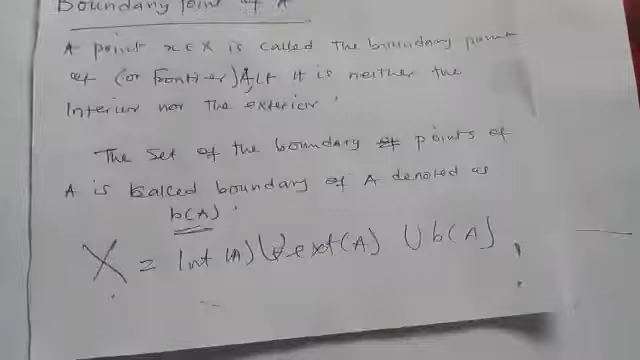 Boundary point of A
A point x ∈ X is called the boundary point
of (or frontier) A, if it is neither the
Interior nor the exterior.
The set of the boundary points of
A is called boundary of A denoted as
b(A).
X = Int(A) ∪ ext(A) ∪ b(A),